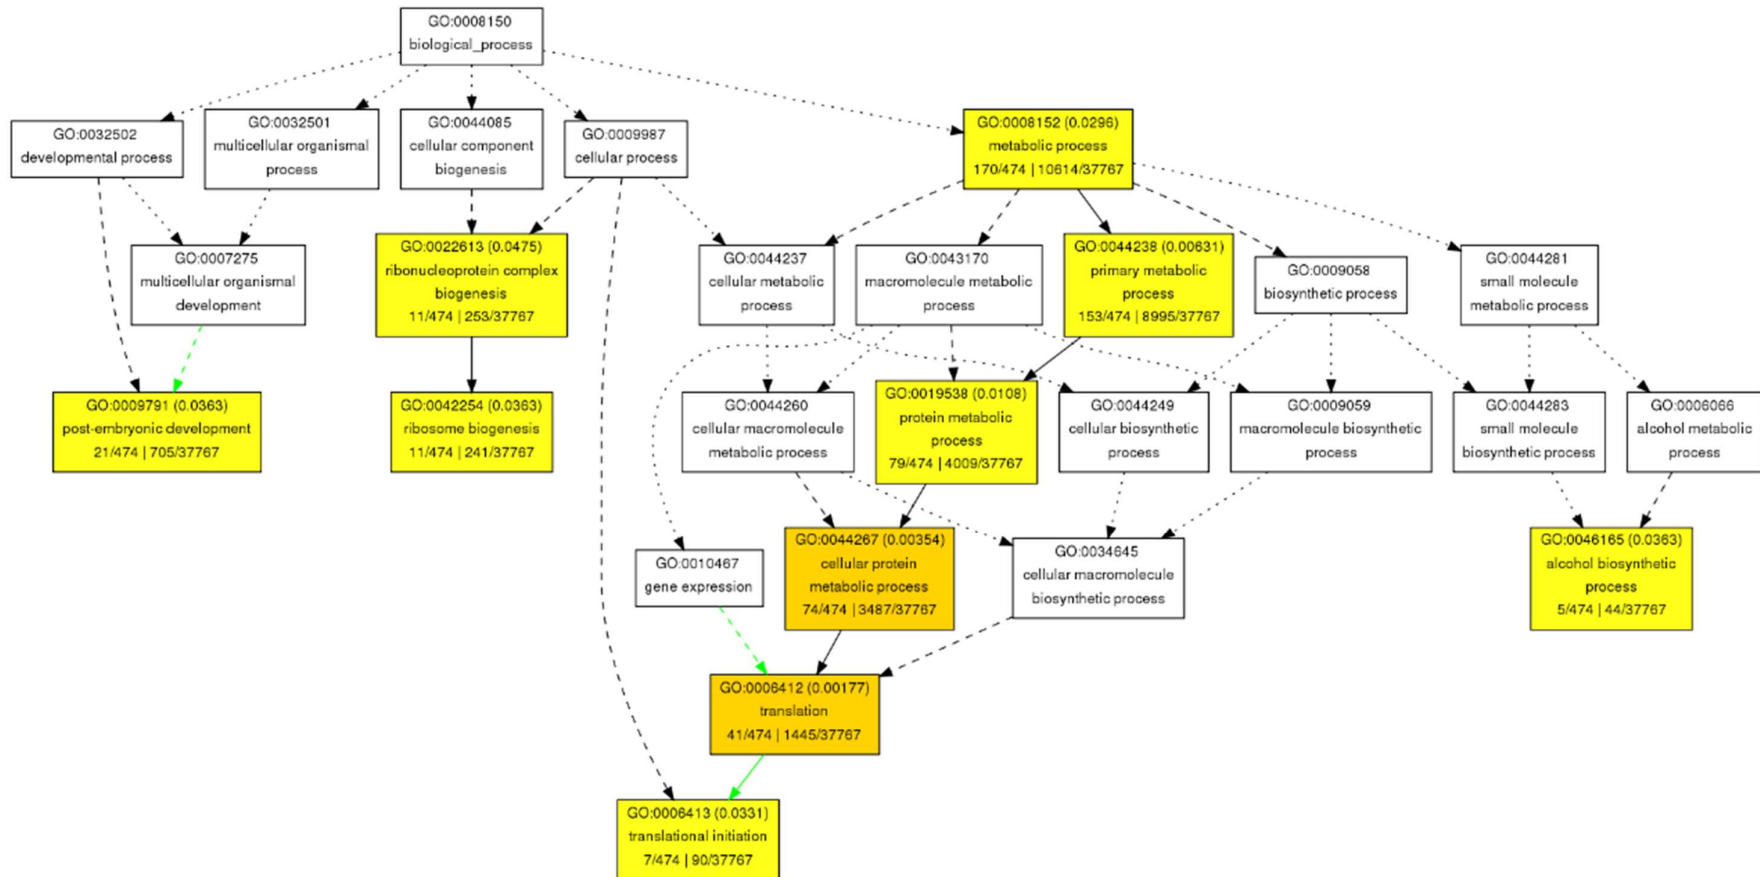 GO:0008150
biological_process
GO:0032502
developmental process
GO:0032501
multicellular organismal
process
GO:0044085
cellular component
biogenesis
GO:0009987
cellular process
GO:0008152 (0.0296)
metabolic process
170/474 | 10614/37767
GO:0007275
multicellular organismal
development
GO:0022613 (0.0475)
ribonucleoprotein complex
biogenesis
11/474 | 253/37767
GO:0044237
cellular metabolic
process
GO:0043170
macromolecule metabolic
process
GO:0044238 (0.00631)
primary metabolic
process
153/474 | 8995/37767
GO:0009058
biosynthetic process
GO:0044281
small molecule
metabolic process
GO:0009791 (0.0363)
post-embryonic development
21/474 | 705/37767
GO:0042254 (0.0363)
ribosome biogenesis
11/474 | 241/37767
GO:0044260
cellular macromolecule
metabolic process
GO:0019538 (0.0108)
protein metabolic
process
79/474 | 4009/37767
GO:0044249
cellular biosynthetic
process
GO:0009059
macromolecule biosynthetic
process
GO:0044283
small molecule
biosynthetic process
GO:0006066
alcohol metabolic
process
GO:0010467
gene expression
GO:0044267 (0.00354)
cellular protein
metabolic process
74/474 | 3487/37767
GO:0034645
cellular macromolecule
biosynthetic process
GO:0046165 (0.0363)
alcohol biosynthetic
process
5/474 | 44/37767
GO:0006412 (0.00177)
translation
41/474 | 1445/37767
GO:0006413 (0.0331)
translational initiation
7/474 | 90/37767